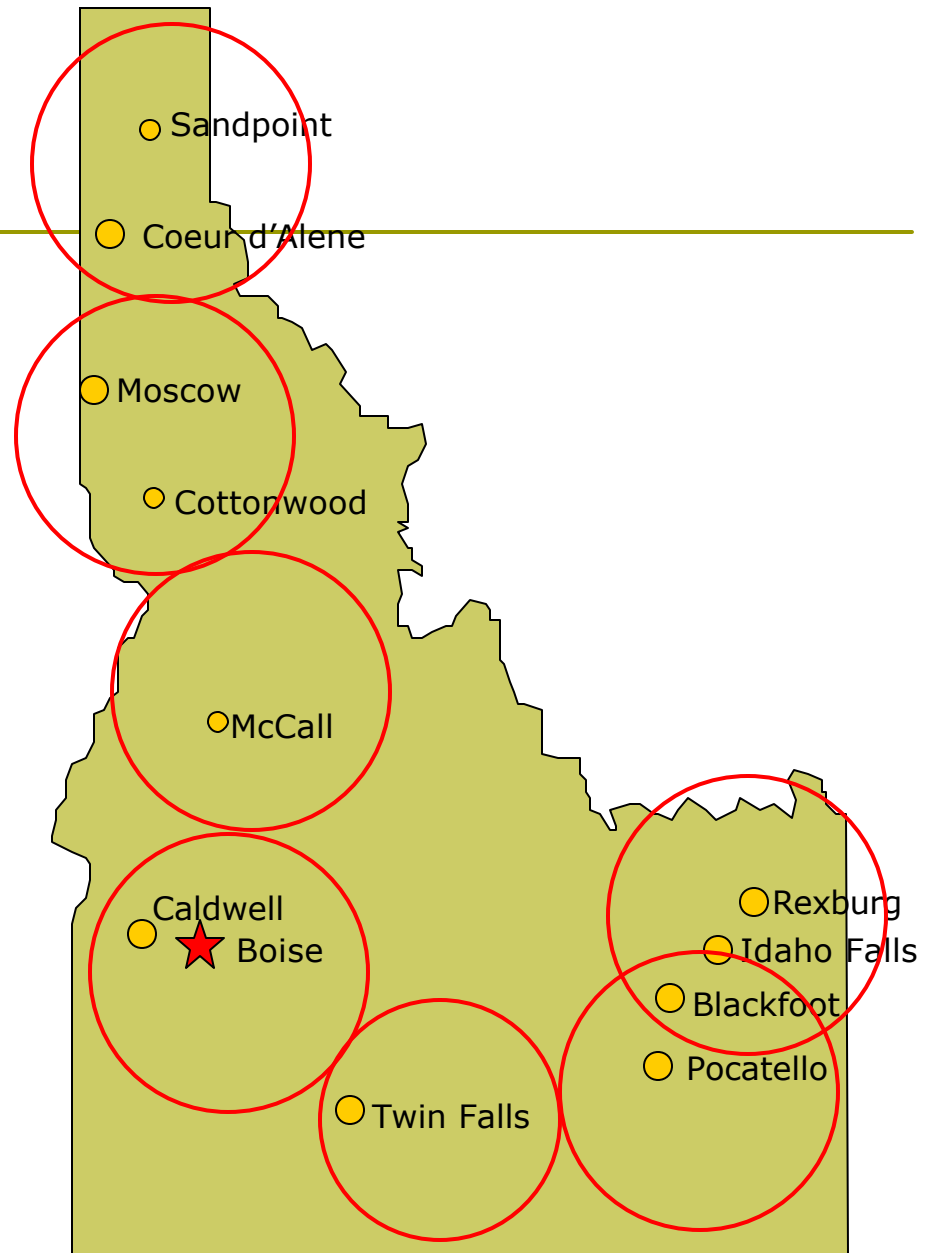 Sandpoint
Coeur d’Alene
Moscow
Cottonwood
McCall
Caldwell
Boise
Rexburg
Idaho Falls
Blackfoot
Pocatello
Twin Falls